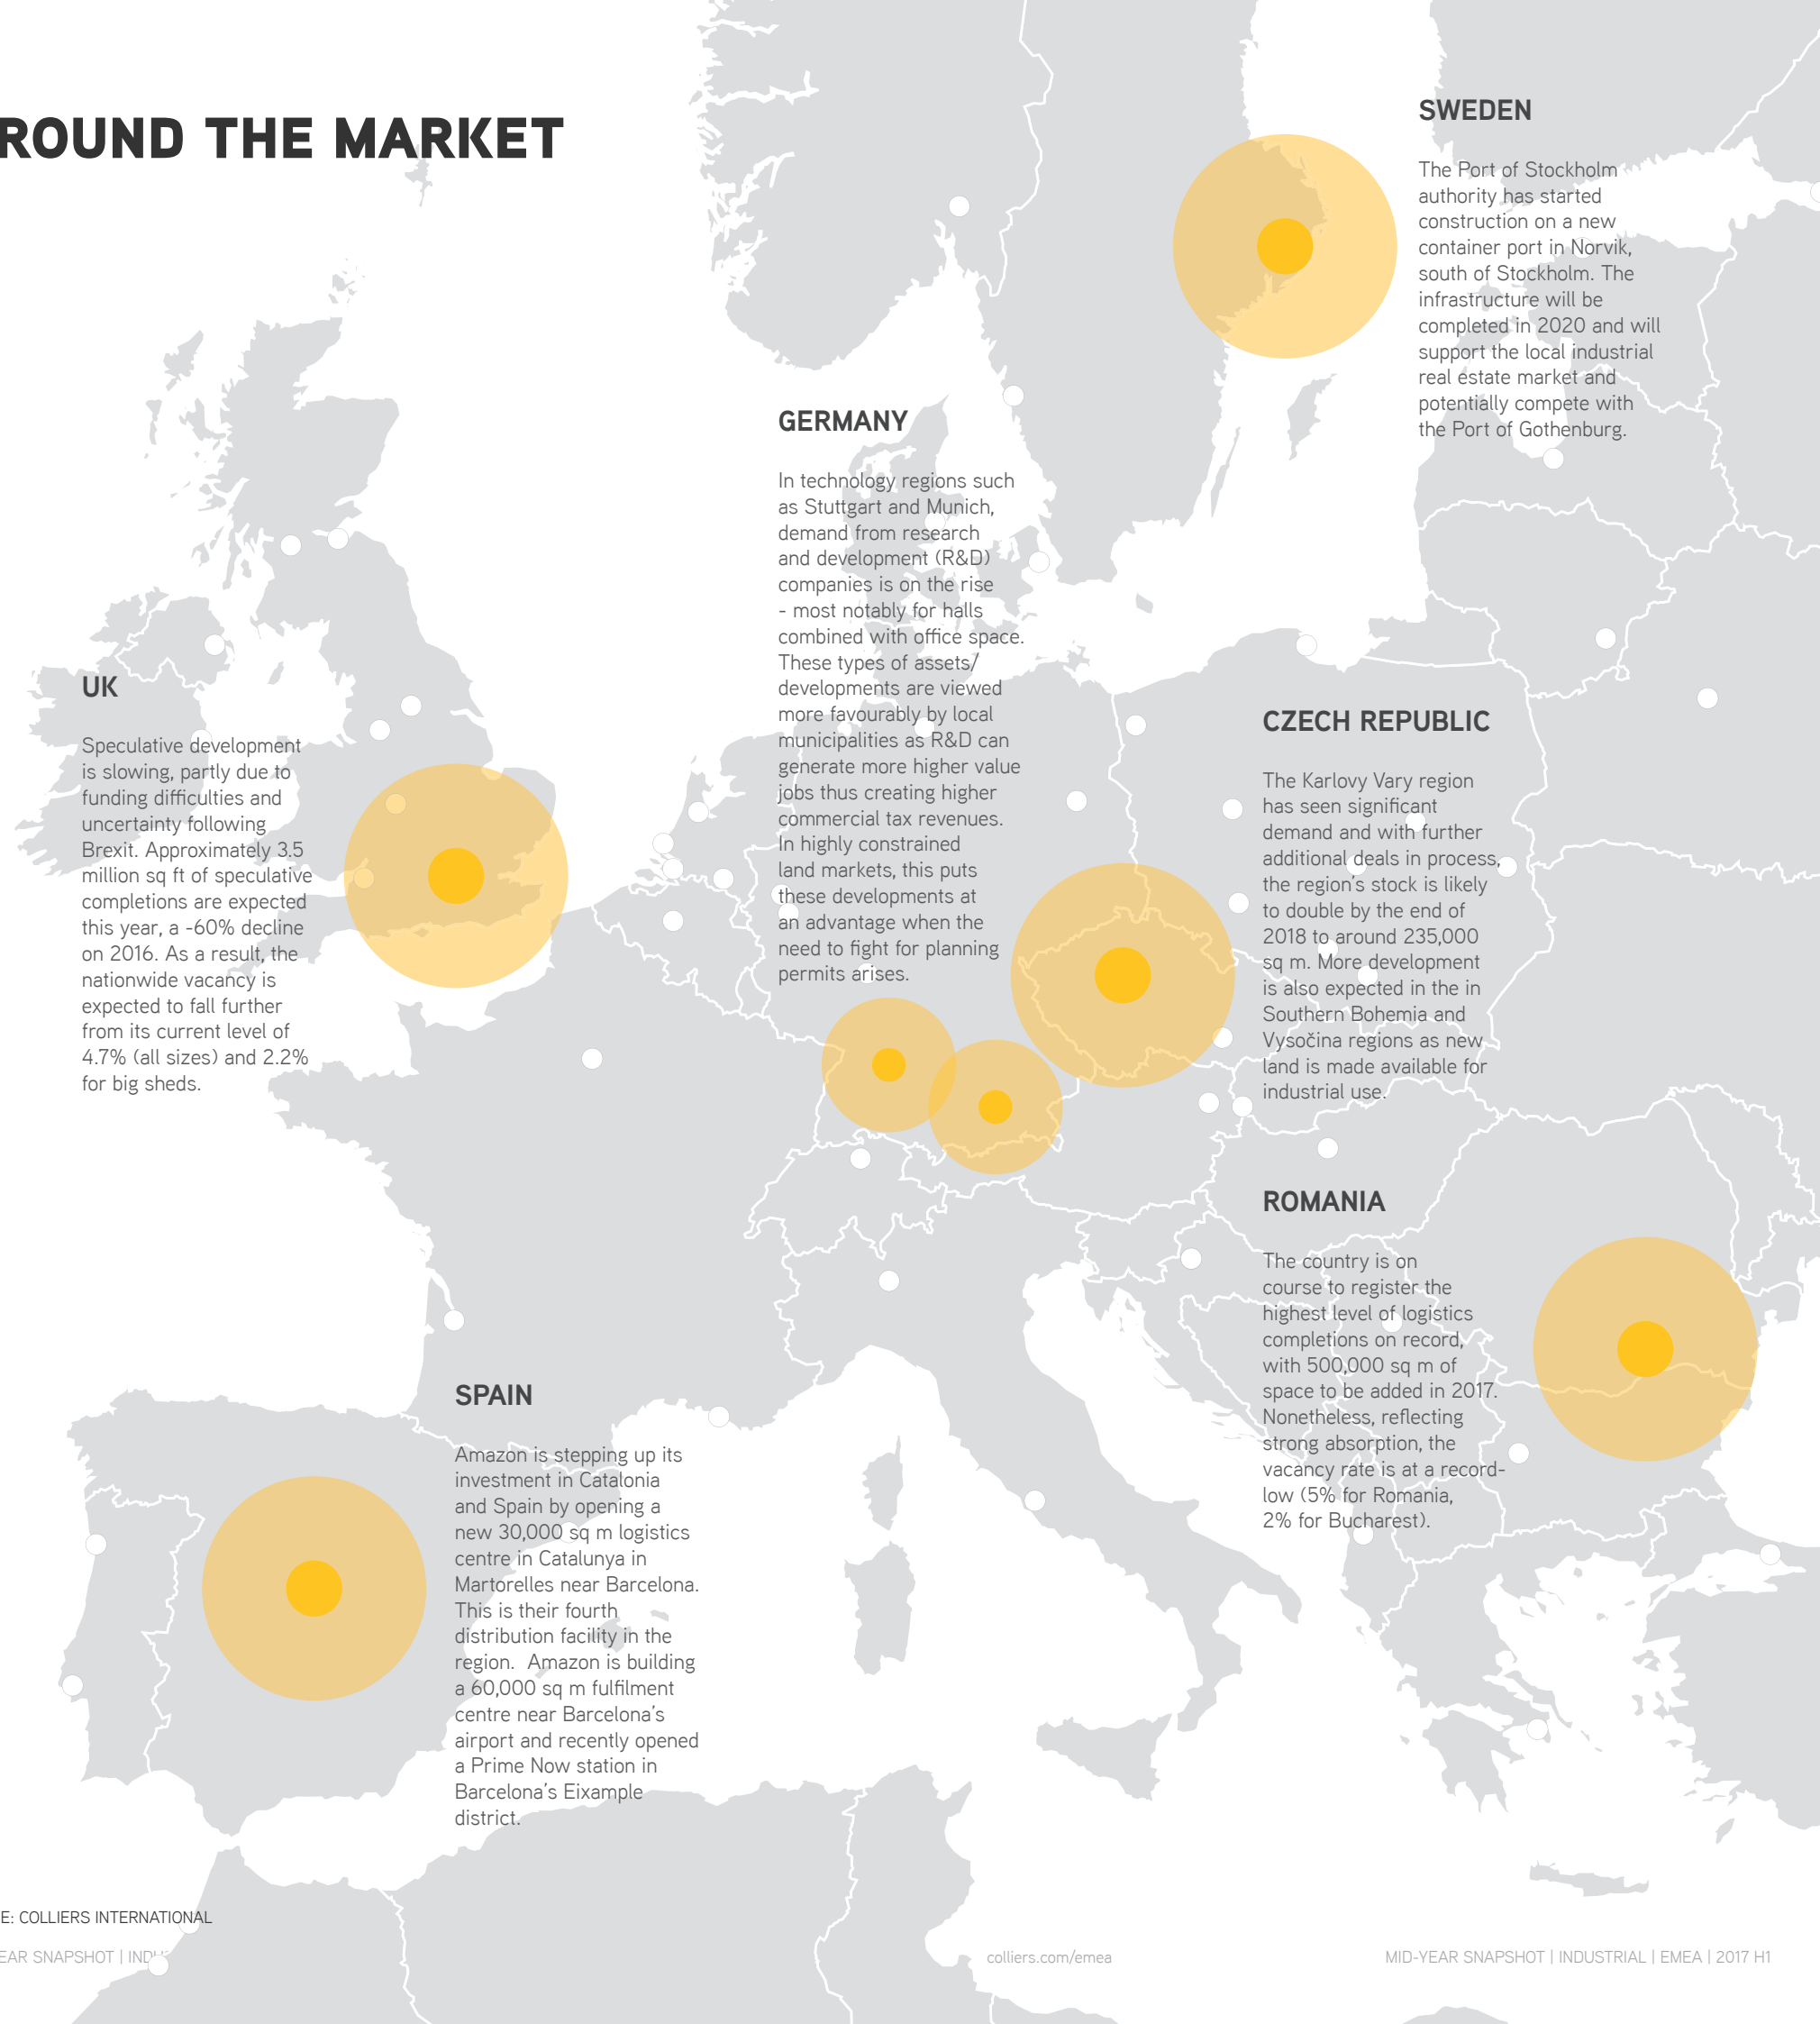 ROUND THE MARKET
SWEDEN
The Port of Stockholm
authority has started
construction on a new
container port in Norvik,
south of Stockholm. The
infrastructure will be
completed in 2020 and will
support the local industrial
real estate market and
potentially compete with
the Port of Gothenburg.
GERMANY
In technology regions such
as Stuttgart and Munich,
demand from research
and development (R&D)
companies is on the rise
- most notably for halls
combined with office space.
These types of assets/
developments are viewed
more favourably by local
municipalities as R&D can
generate more higher value
jobs thus creating higher
commercial tax revenues.
In highly constrained
land markets, this puts
these developments at
an advantage when the
need to fight for planning
permits arises.
UK
Speculative development
is slowing, partly due to
funding difficulties and
uncertainty following
Brexit. Approximately 3.5
million sq ft of speculative
completions are expected
this year, a -60% decline
on 2016. As a result, the
nationwide vacancy is
expected to fall further
from its current level of
4.7% (all sizes) and 2.2%
for big sheds.
CZECH REPUBLIC
The Karlovy Vary region
has seen significant
demand and with further
additional deals in process,
the region's stock is likely
to double by the end of
2018 to around 235,000
sq m. More development
is also expected in the in
Southern Bohemia and
Vysočina regions as new
land is made available for
industrial use.
ROMANIA
The country is on
course to register the
highest level of logistics
completions on record,
with 500,000 sq m of
space to be added in 2017.
Nonetheless, reflecting
strong absorption, the
vacancy rate is at a record-
low (5% for Romania,
2% for Bucharest).
SPAIN
Amazon is stepping up its
investment in Catalonia
and Spain by opening a
new 30,000 sq m logistics
centre in Catalunya in
Martorelles near Barcelona.
This is their fourth
distribution facility in the
region. Amazon is building
a 60,000 sq m fulfilment
centre near Barcelona's
airport and recently opened
a Prime Now station in
Barcelona's Eixample
district.
E: COLLIERS INTERNATIONAL
EAR SNAPSHOT |
colliers.com/emea
MID-YEAR SNAPSHOT | INDUSTRIAL | EMEA | 2017 H1